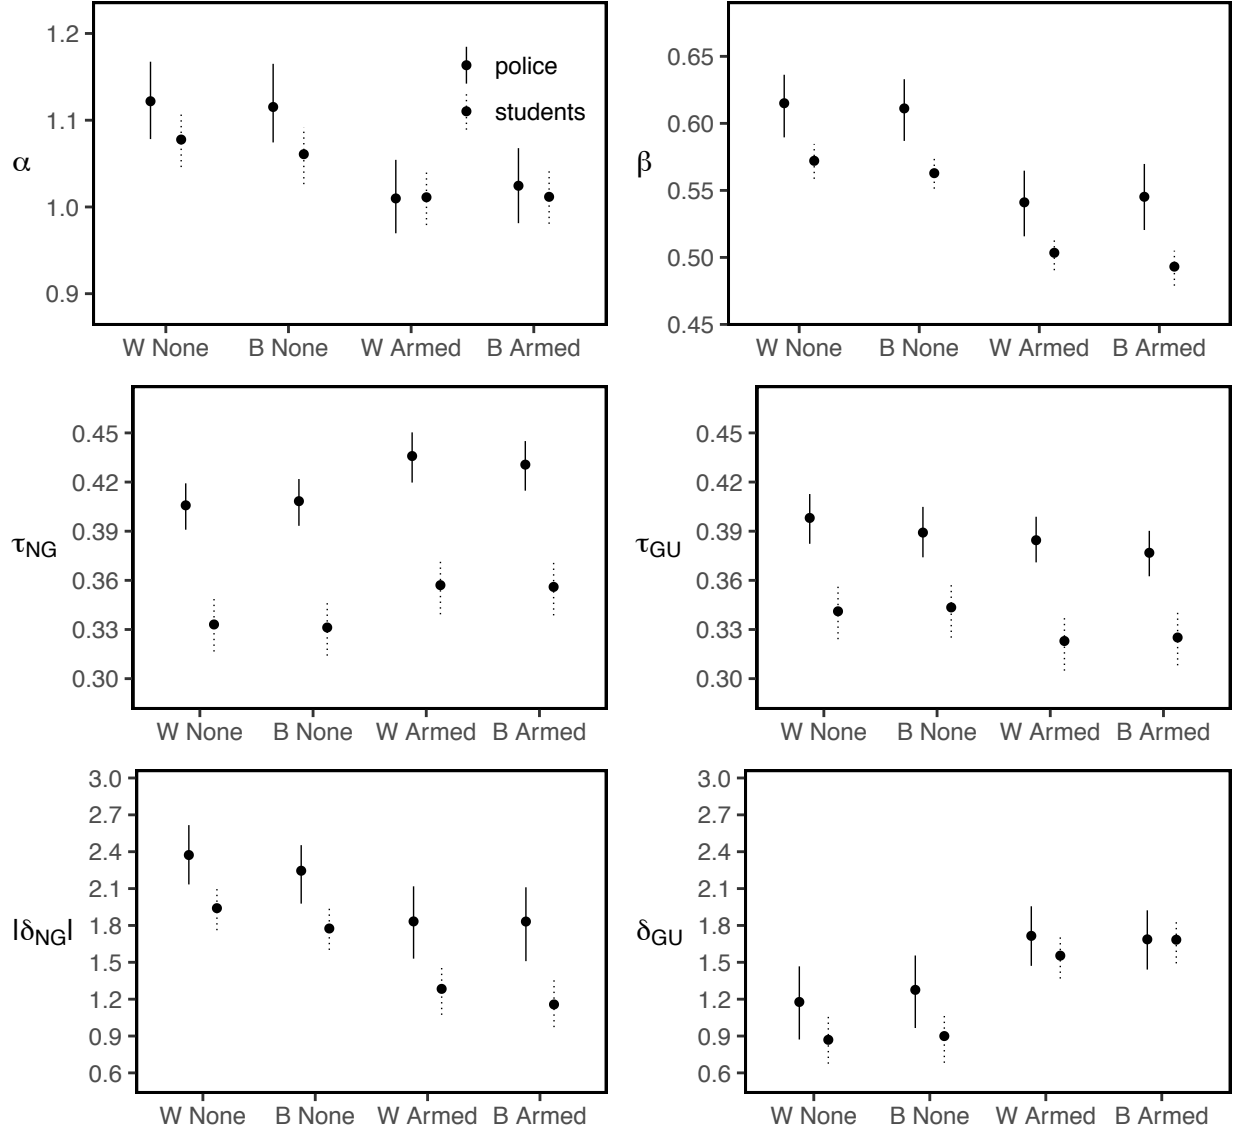 1.2
1.1
α
1.0
0.9
police
students
W None B None W Armed B Armed
0.65
0.60
β
0.55
0.50
0.45
W None B None W Armed B Armed
0.45
0.42
0.39
τNG
0.36
0.33
0.30
W None B None W Armed B Armed
0.45
0.42
0.39
τGU
0.36
0.33
0.30
W None B None W Armed B Armed
3.0
2.7
2.4
2.1
|δNG|
1.8
1.5
1.2
0.9
0.6
W None B None W Armed B Armed
3.0
2.7
2.4
2.1
δGU
1.8
1.5
1.2
0.9
0.6
W None B None W Armed B Armed